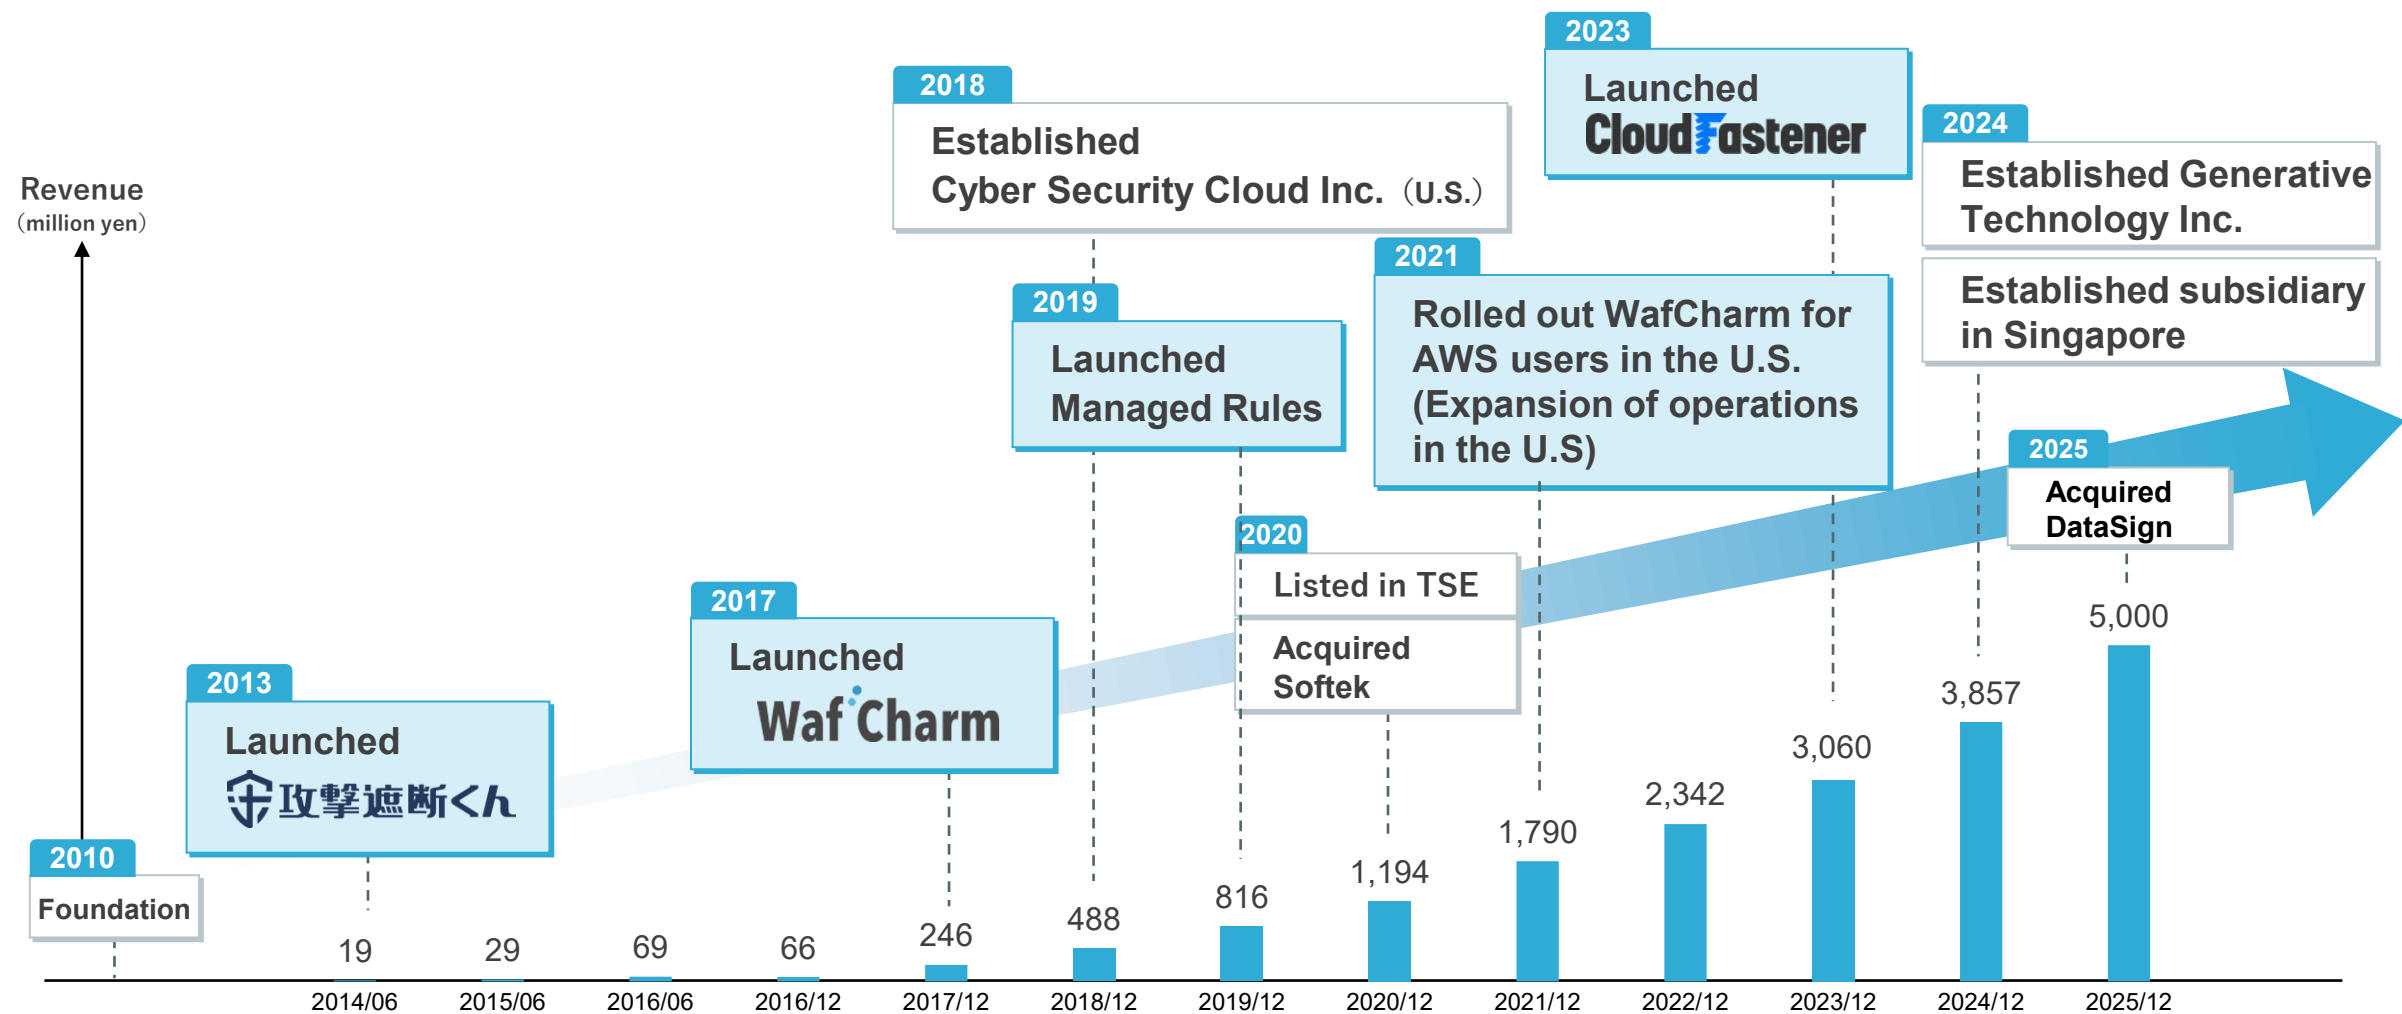 Revenue
（million yen）
2010
Foundation
2013
Launched
攻撃遮断くん
2017
Launched
WafCharm
2018
Established
Cyber Security Cloud Inc.（U.S.）
2019
Launched
Managed Rules
2020
Listed in TSE
Acquired
Softek
2021
Rolled out WafCharm for
AWS users in the U.S.
(Expansion of operations
in the U.S)
2023
Launched
CloudFastener
2024
Established Generative
Technology Inc.
Established subsidiary
in Singapore
2025
Acquired
DataSign
19
29
69
66
246
488
816
1,194
1,790
2,342
3,060
3,857
5,000
2014/06
2015/06
2016/06
2016/12
2017/12
2018/12
2019/12
2020/12
2021/12
2022/12
2023/12
2024/12
2025/12